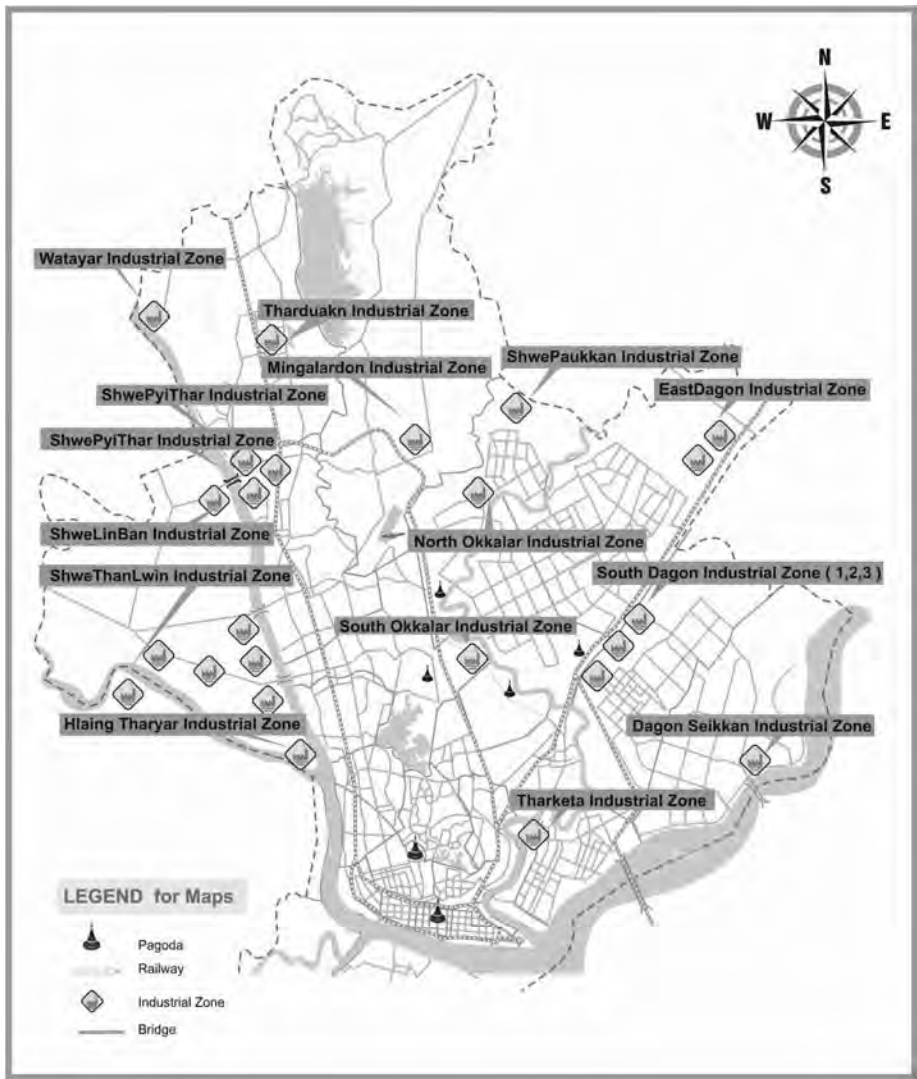 N
W E
S
Watayar Industrial Zone
Tharduakn Industrial Zone
Mingalardon Industrial Zone
ShwePaukkan Industrial Zone
ShwePyiThar Industrial Zone
EastDagon Industrial Zone
ShwePyiThar Industrial Zone
ShweLinBan Industrial Zone
North Okkalar Industrial Zone
ShweThanLwin Industrial Zone
South Dagon Industrial Zone ( 1,2,3 )
South Okkalar Industrial Zone
Hlaing Tharyar Industrial Zone
Dagon Seikkan Industrial Zone
Tharketa Industrial Zone
LEGEND for Maps
Pagoda
Railway
Industrial Zone
Bridge